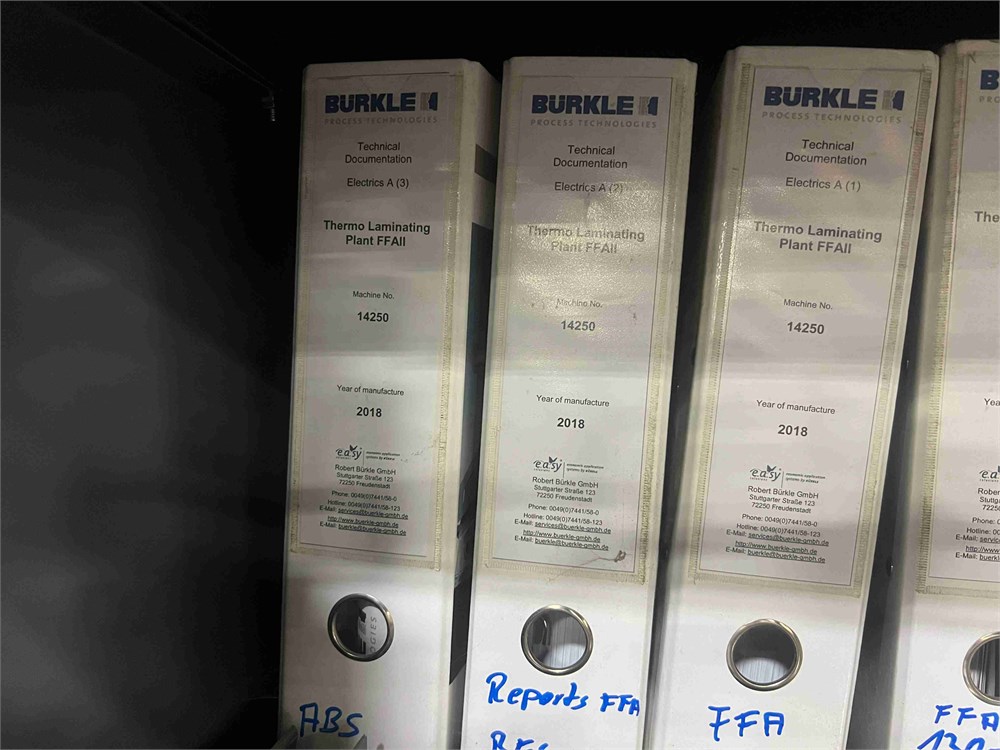 BÜRKLE
PROCESS TECHNOLOGIES
Technical
Documentation
Electrics A (3)
Thermo Laminating
Plant FFAII
Machine No.
14250
Year of manufacture
2018
easy
Robert Bürkle GmbH
Stuttgarter Straße 123
72250 Freudenstadt
Phone: 0049(0)7441/58-0
Hotline: 0049(0)7441/58-123
E-Mail: services@buerkle-gmbh.de
http://www.buerkle-gmbh.de
E-Mail: buerkle@buerkle-gmbh.de
ABS
BÜRKLE
PROCESS TECHNOLOGIES
Technical
Documentation
Electrics A (2)
Thermo Laminating
Plant FFAII
Machine No.
14250
Year of manufacture
2018
easy
Robert Bürkle GmbH
Stuttgarter Straße 123
72250 Freudenstadt
Phone: 0049(0)7441/58-0
Hotline: 0049(0)7441/58-123
E-Mail: services@buerkle-gmbh.de
http://www.buerkle-gmbh.de
E-Mail: buerkle@buerkle-gmbh.de
Reports FFA
BÜRKLE
PROCESS TECHNOLOGIES
Technical
Documentation
Electrics A (1)
Thermo Laminating
Plant FFAII
Machine No.
14250
Year of manufacture
2018
easy
Robert Bürkle GmbH
Stuttgarter Straße 123
72250 Freudenstadt
Phone: 0049(0)7441/58-0
Hotline: 0049(0)7441/58-123
E-Mail: services@buerkle-gmbh.de
http://www.buerkle-gmbh.de
E-Mail: buerkle@buerkle-gmbh.de
FFA
FFA